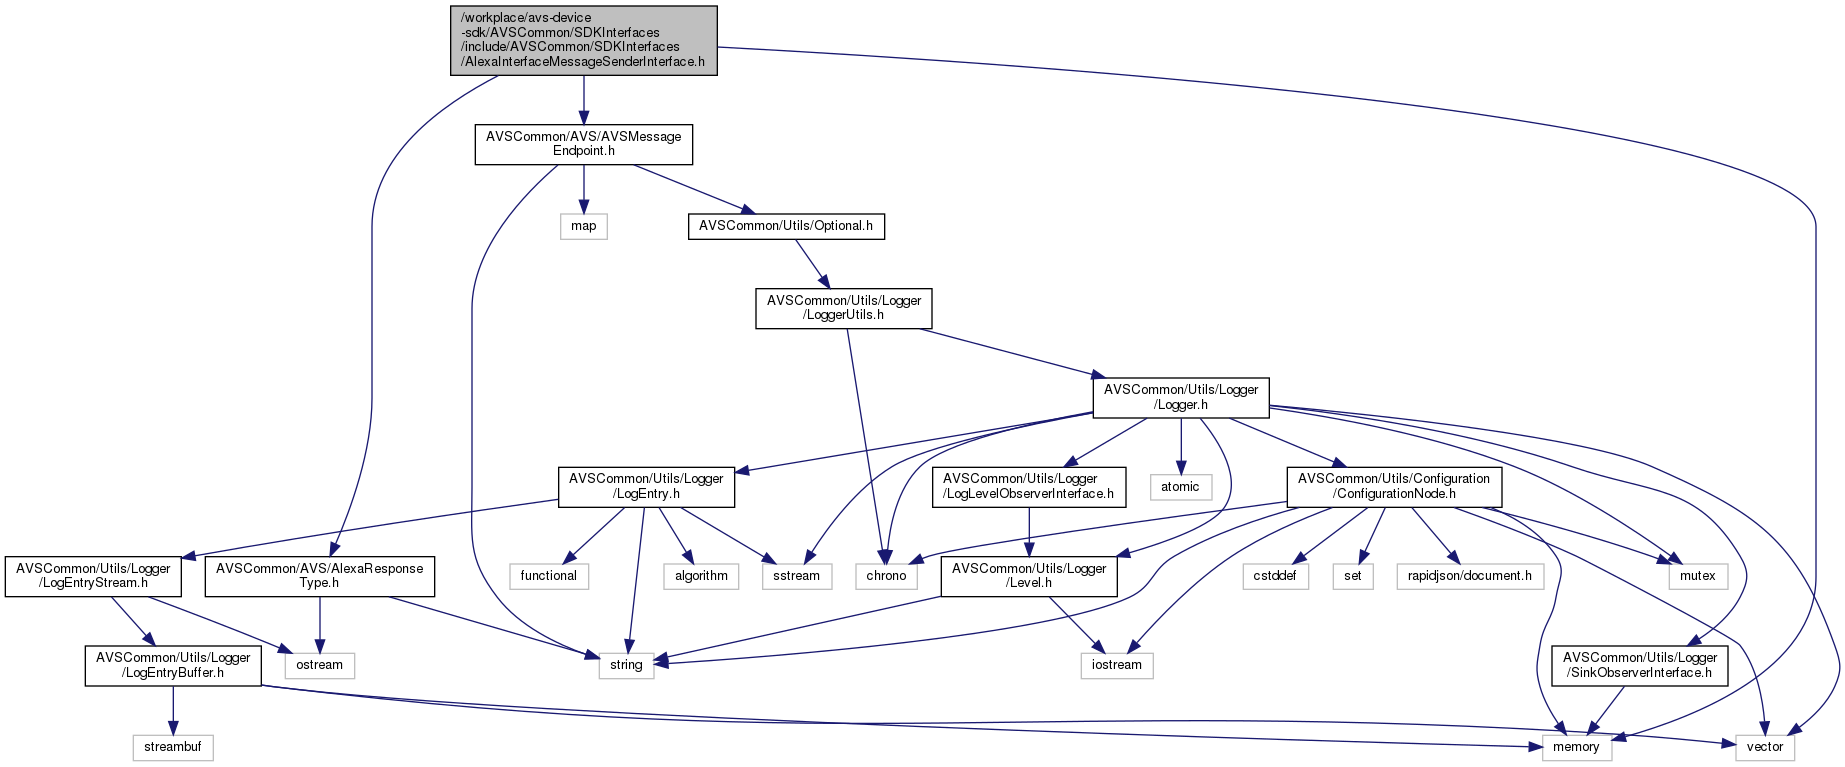 /workplace/avs-device
-sdk/AVSCommon/SDKInterfaces
/include/AVSCommon/SDKInterfaces
/AlexaInterfaceMessageSenderInterface.h
AVSCommon/AVS/AVSMessage
Endpoint.h
map
AVSCommon/Utils/Optional.h
AVSCommon/Utils/Logger
/LoggerUtils.h
AVSCommon/Utils/Logger
/Logger.h
AVSCommon/Utils/Logger
/LogEntry.h
AVSCommon/Utils/Logger
/LogLevelObserverInterface.h
atomic
AVSCommon/Utils/Configuration
/ConfigurationNode.h
AVSCommon/Utils/Logger
/LogEntryStream.h
AVSCommon/AVS/AlexaResponse
Type.h
functional
algorithm
sstream
chrono
AVSCommon/Utils/Logger
/Level.h
cstddef
set
rapidjson/document.h
mutex
AVSCommon/Utils/Logger
/LogEntryBuffer.h
ostream
string
iostream
AVSCommon/Utils/Logger
/SinkObserverInterface.h
streambuf
memory
vector